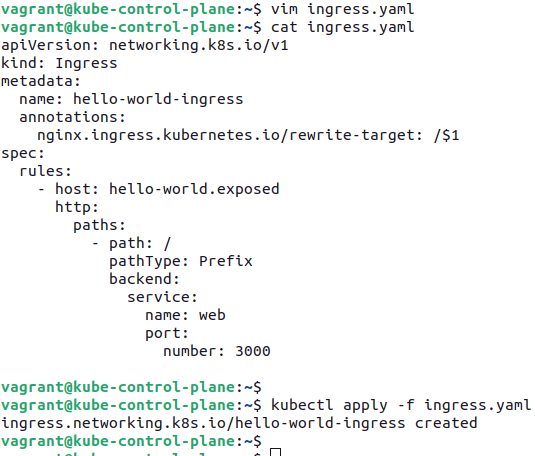 vagrant@kube-control-plane:~$ vim ingress.yaml
vagrant@kube-control-plane:~$ cat ingress.yaml
apiVersion: networking.k8s.io/v1
kind: Ingress
metadata:
  name: hello-world-ingress
  annotations:
    nginx.ingress.kubernetes.io/rewrite-target: /$1
spec:
  rules:
    - host: hello-world.exposed
      http:
        paths:
          - path: /
            pathType: Prefix
            backend:
              service:
                name: web
                port:
                  number: 3000

vagrant@kube-control-plane:~$
vagrant@kube-control-plane:~$ kubectl apply -f ingress.yaml
ingress.networking.k8s.io/hello-world-ingress created
vagrant@kube-control-plane:~$
vagrant@kube-control-plane:~$